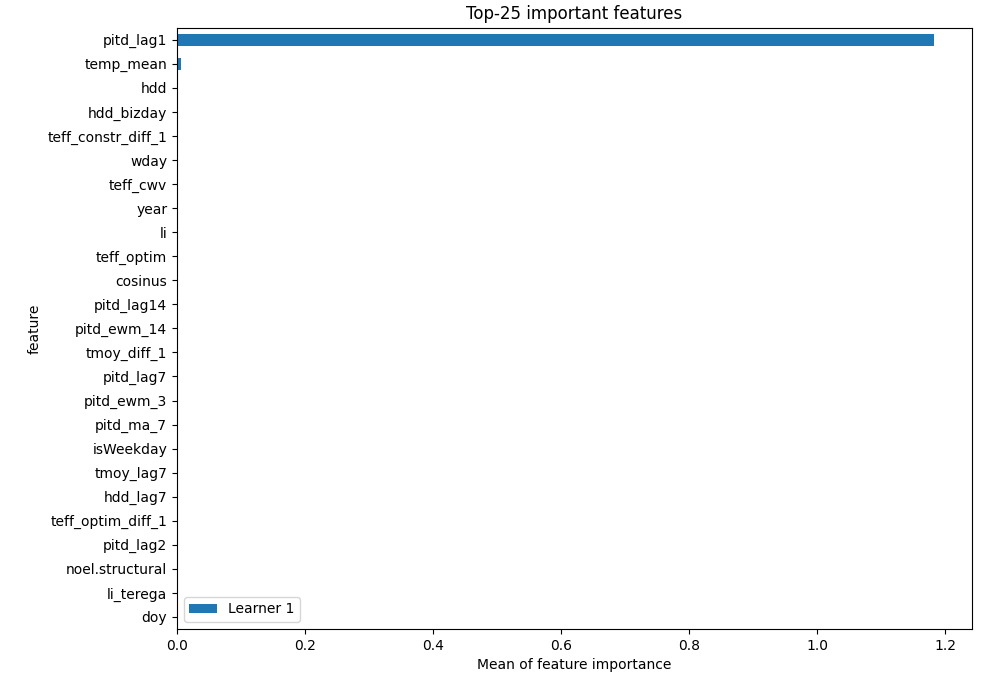 Top-25 important features
pitd_lag1
temp_mean
hdd
hdd_bizday
teff_constr_diff_1
wday
teff_cwv
year
li
teff_optim
cosinus
pitd_lag14
pitd_ewm_14
tmoy_diff_1
pitd_lag7
pitd_ewm_3
pitd_ma_7
isWeekday
tmoy_lag7
hdd_lag7
teff_optim_diff_1
pitd_lag2
noel.structural
li_terega
doy
feature
Learner 1
0.0 0.2 0.4 0.6 0.8 1.0 1.2
Mean of feature importance